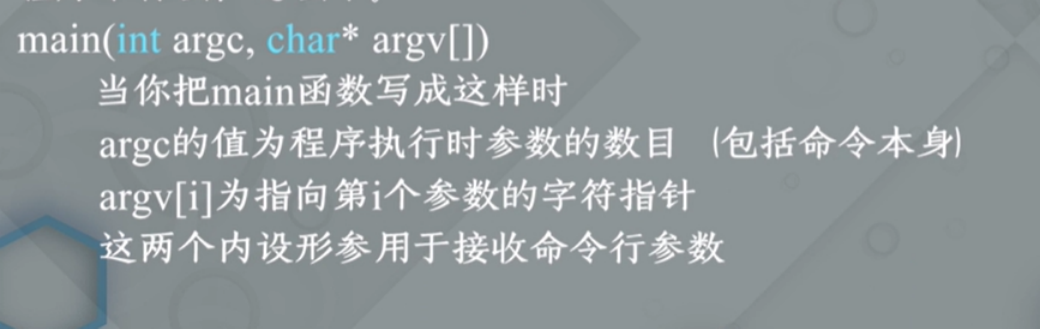 main(int argc, char* argv[])
当你把main函数写成这样时
argc的值为程序执行时参数的数目 (包括命令本身)
argv[i]为指向第i个参数的字符指针
这两个内设形参用于接收命令行参数